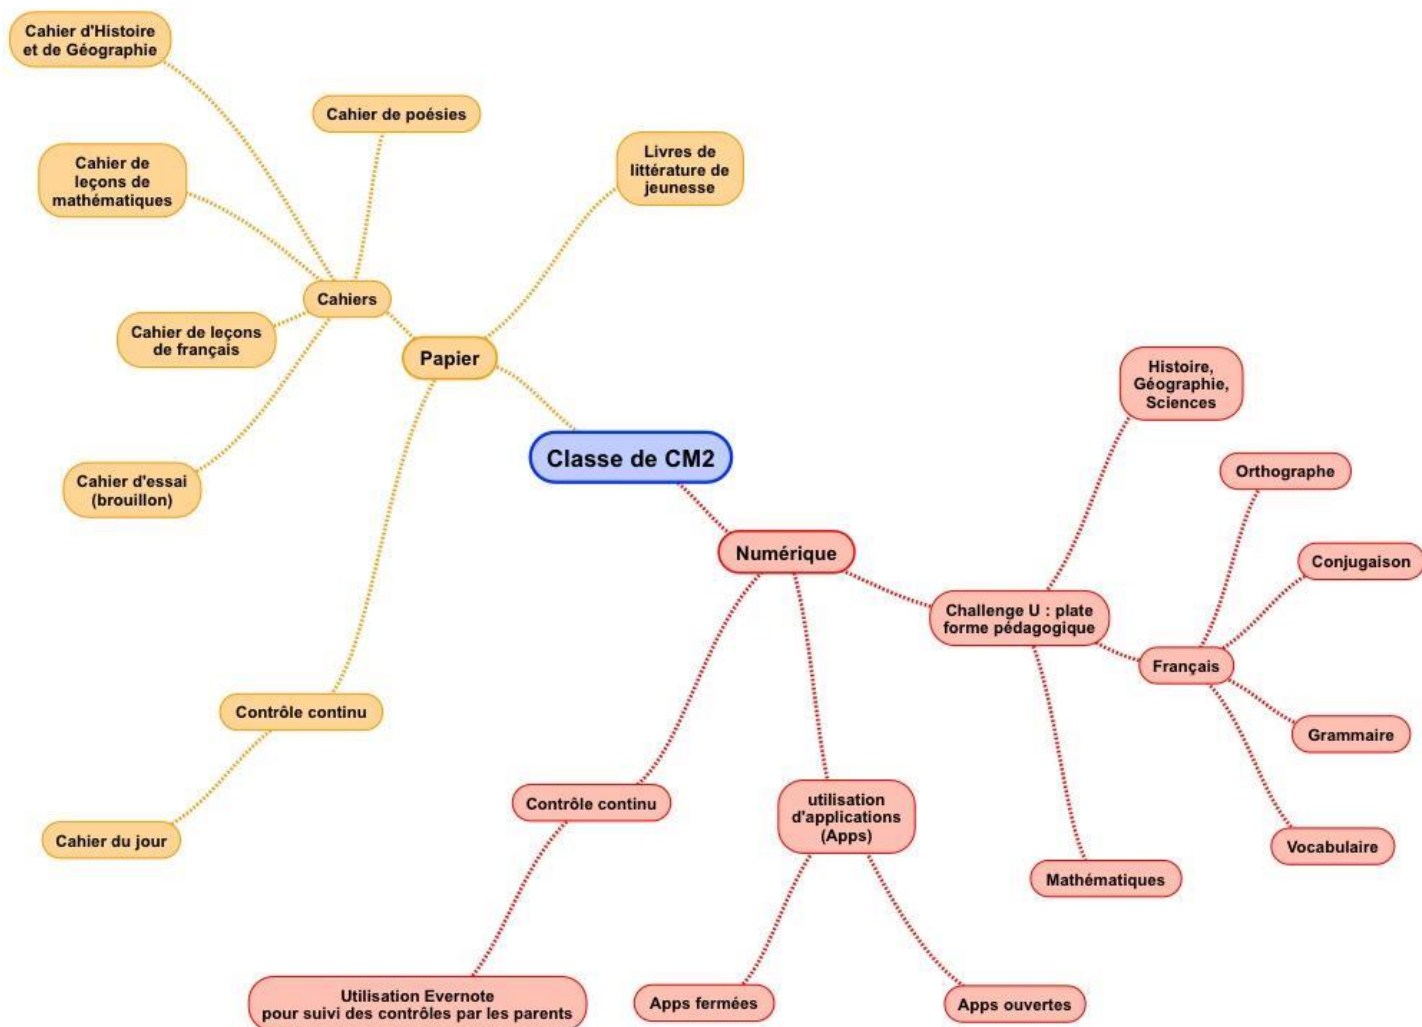 Cahier d'Histoire
et de Géographie
Cahier de poésies
Livres de
littérature de
jeunesse
Cahier de
leçons de
mathématiques
Cahiers
Cahier de leçons
de français
Papier
Histoire,
Géographie,
Sciences
Classe de CM2
Cahier d'essai
(brouillon)
Orthographe
Numérique
Conjugaison
Challenge U : plate
forme pédagogique
Français
Contrôle continu
Grammaire
Contrôle continu
utilisation
d'applications
(Apps)
Cahier du jour
Vocabulaire
Mathématiques
Utilisation Evernote
pour suivi des contrôles par les parents
Apps fermées
Apps ouvertes